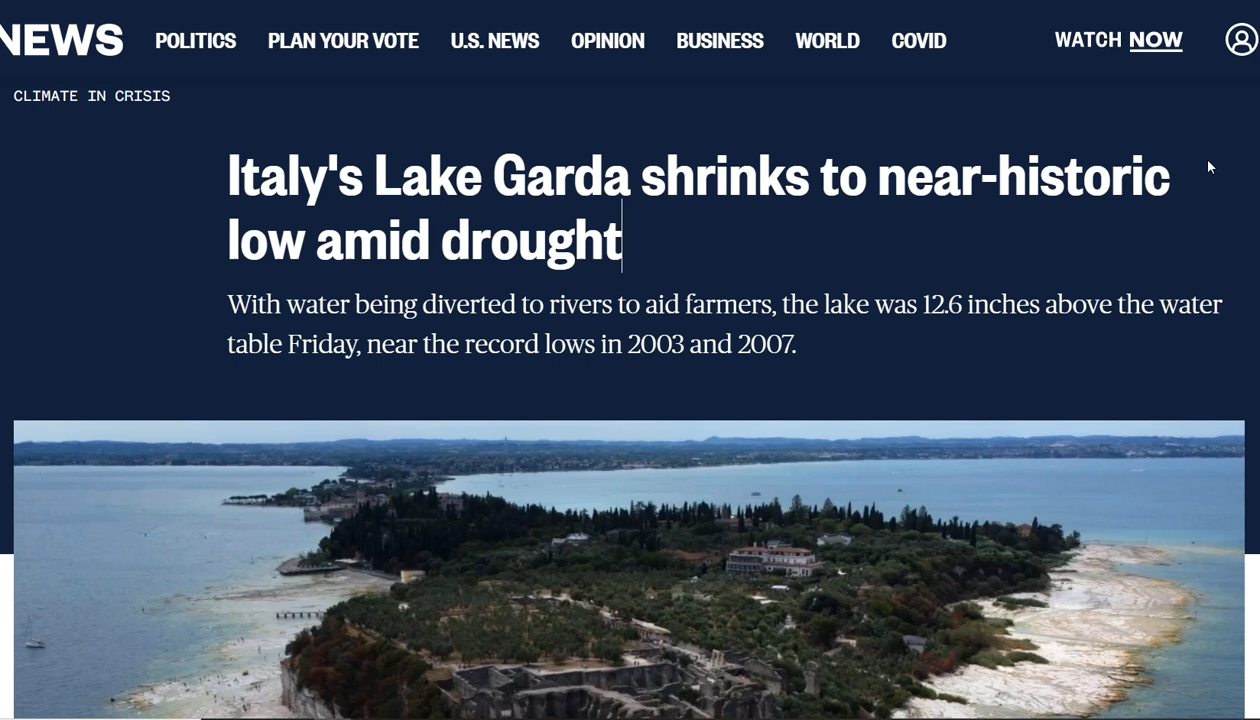 NEWS POLITICS PLAN YOUR VOTE U.S. NEWS OPINION BUSINESS WORLD COVID WATCH NOW
CLIMATE IN CRISIS
Italy's Lake Garda shrinks to near-historic
low amid drought
With water being diverted to rivers to aid farmers, the lake was 12.6 inches above the water
table Friday, near the record lows in 2003 and 2007.